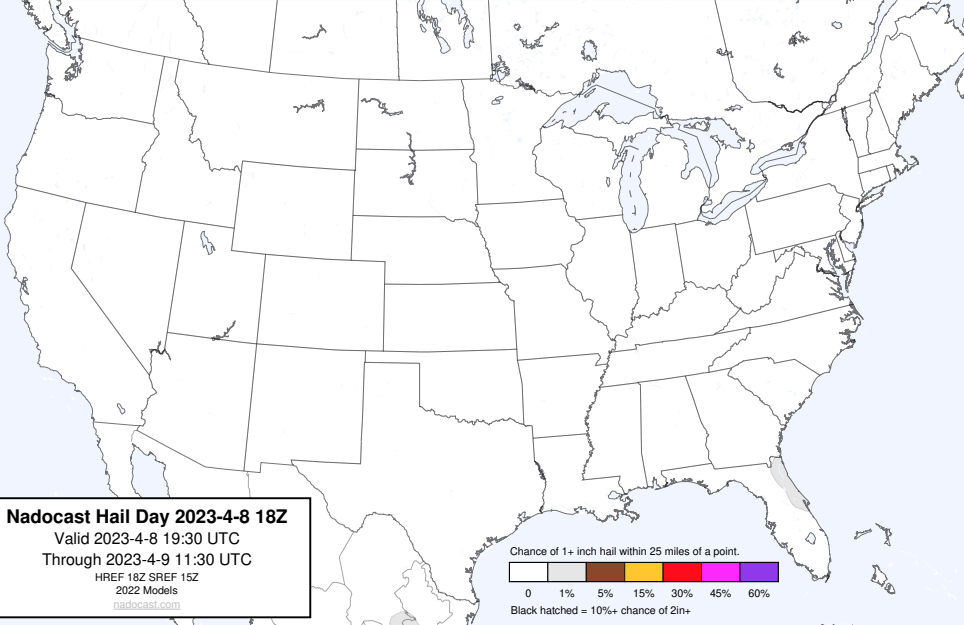 Nadocast Hail Day 2023-4-8 18Z
Valid 2023-4-8 19:30 UTC
Through 2023-4-9 11:30 UTC
HREF 18Z SREF 15Z
2022 Models
nadocast.com
Chance of 1+ inch hail within 25 miles of a point.
0 1% 5% 15% 30% 45% 60%
Black hatched = 10%+ chance of 2in+